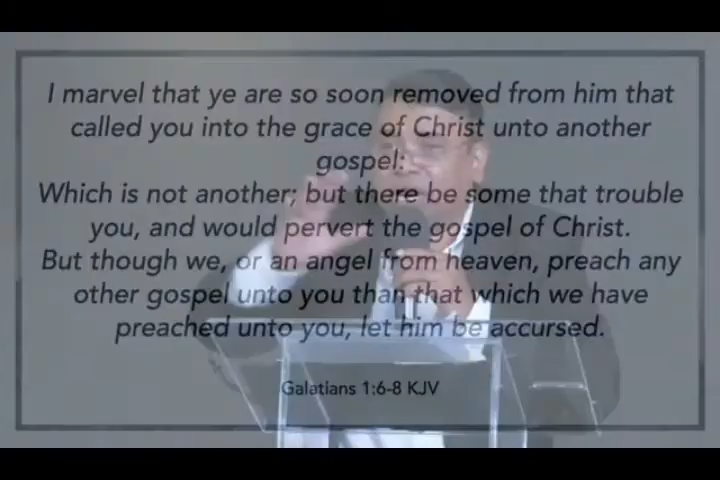 I marvel that ye are so soon removed from him that
called you into the grace of Christ unto another
gospel:
Which is not another; but there be some that trouble
you, and would pervert the gospel of Christ.
But though we, or an angel from heaven, preach any
other gospel unto you than that which we have
preached unto you, let him be accursed.
Galatians 1:6-8 KJV